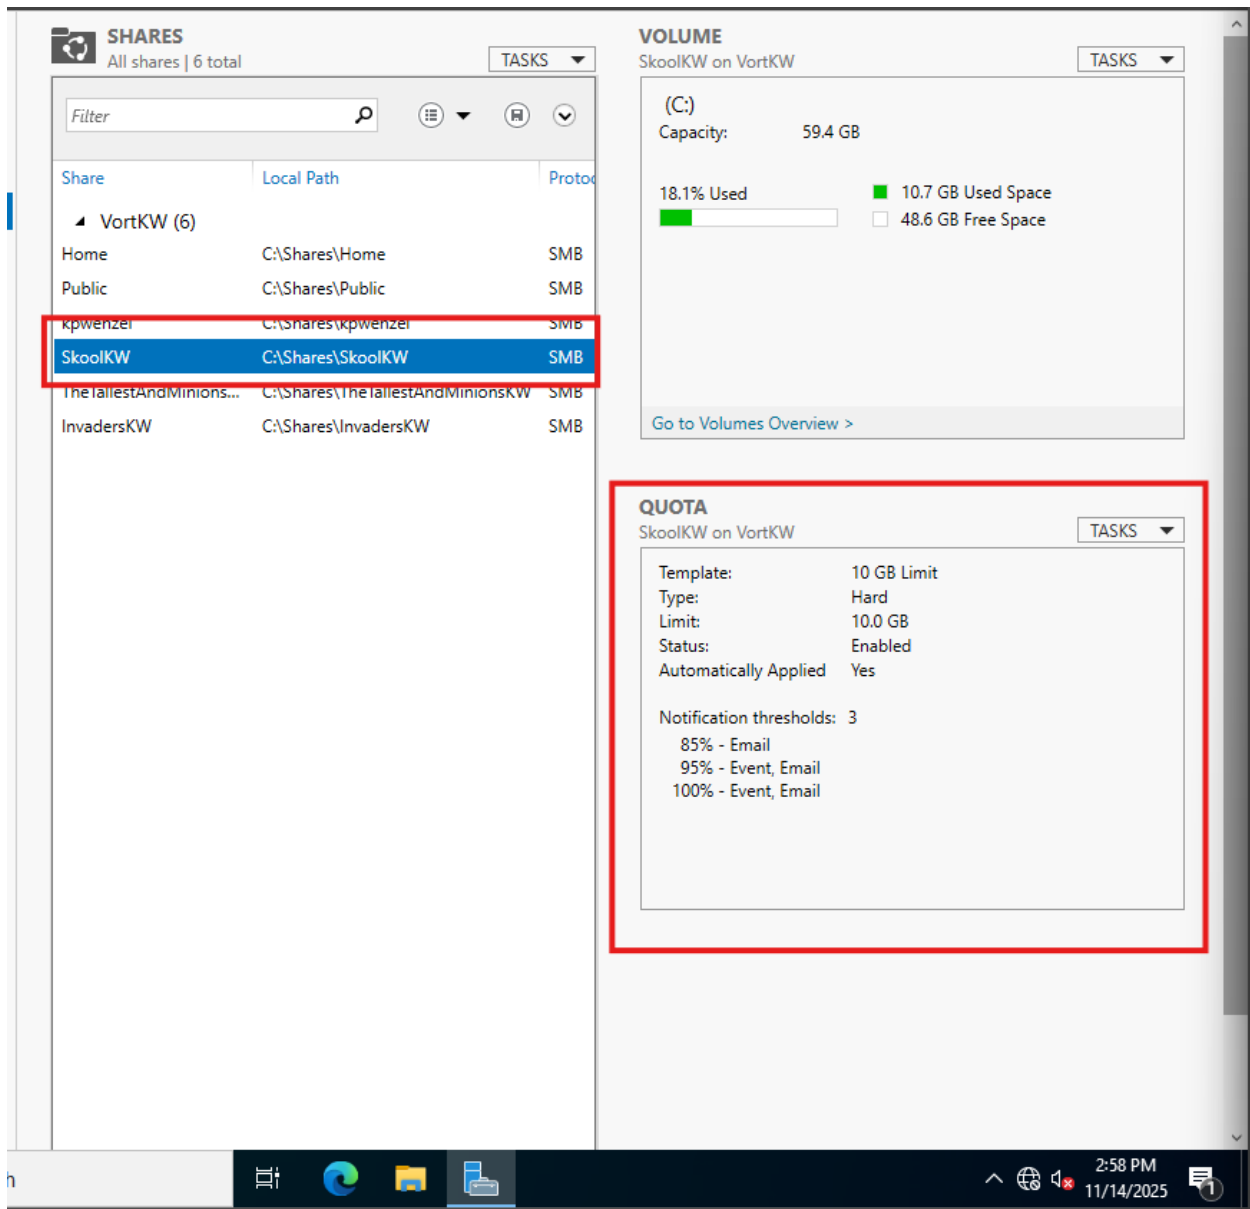 SHARES
All shares | 6 total
TASKS
Filter
Share Local Path Protoc
VortKW (6)
Home C:\Shares\Home SMB
Public C:\Shares\Public SMB
kpwenzel C:\Shares\kpwenzel SMB
SkoolKW C:\Shares\SkoolKW SMB
TheTallestAndMinions... C:\Shares\TheTallestAndMinionsKW SMB
InvadersKW C:\Shares\InvadersKW SMB
VOLUME
SkoolKW on VortKW
TASKS
(C:)
Capacity: 59.4 GB
18.1% Used
10.7 GB Used Space
48.6 GB Free Space
Go to Volumes Overview >
QUOTA
SkoolKW on VortKW
TASKS
Template: 10 GB Limit
Type: Hard
Limit: 10.0 GB
Status: Enabled
Automatically Applied Yes
Notification thresholds: 3
85% - Email
95% - Event, Email
100% - Event, Email
h
2:58 PM
11/14/2025
1